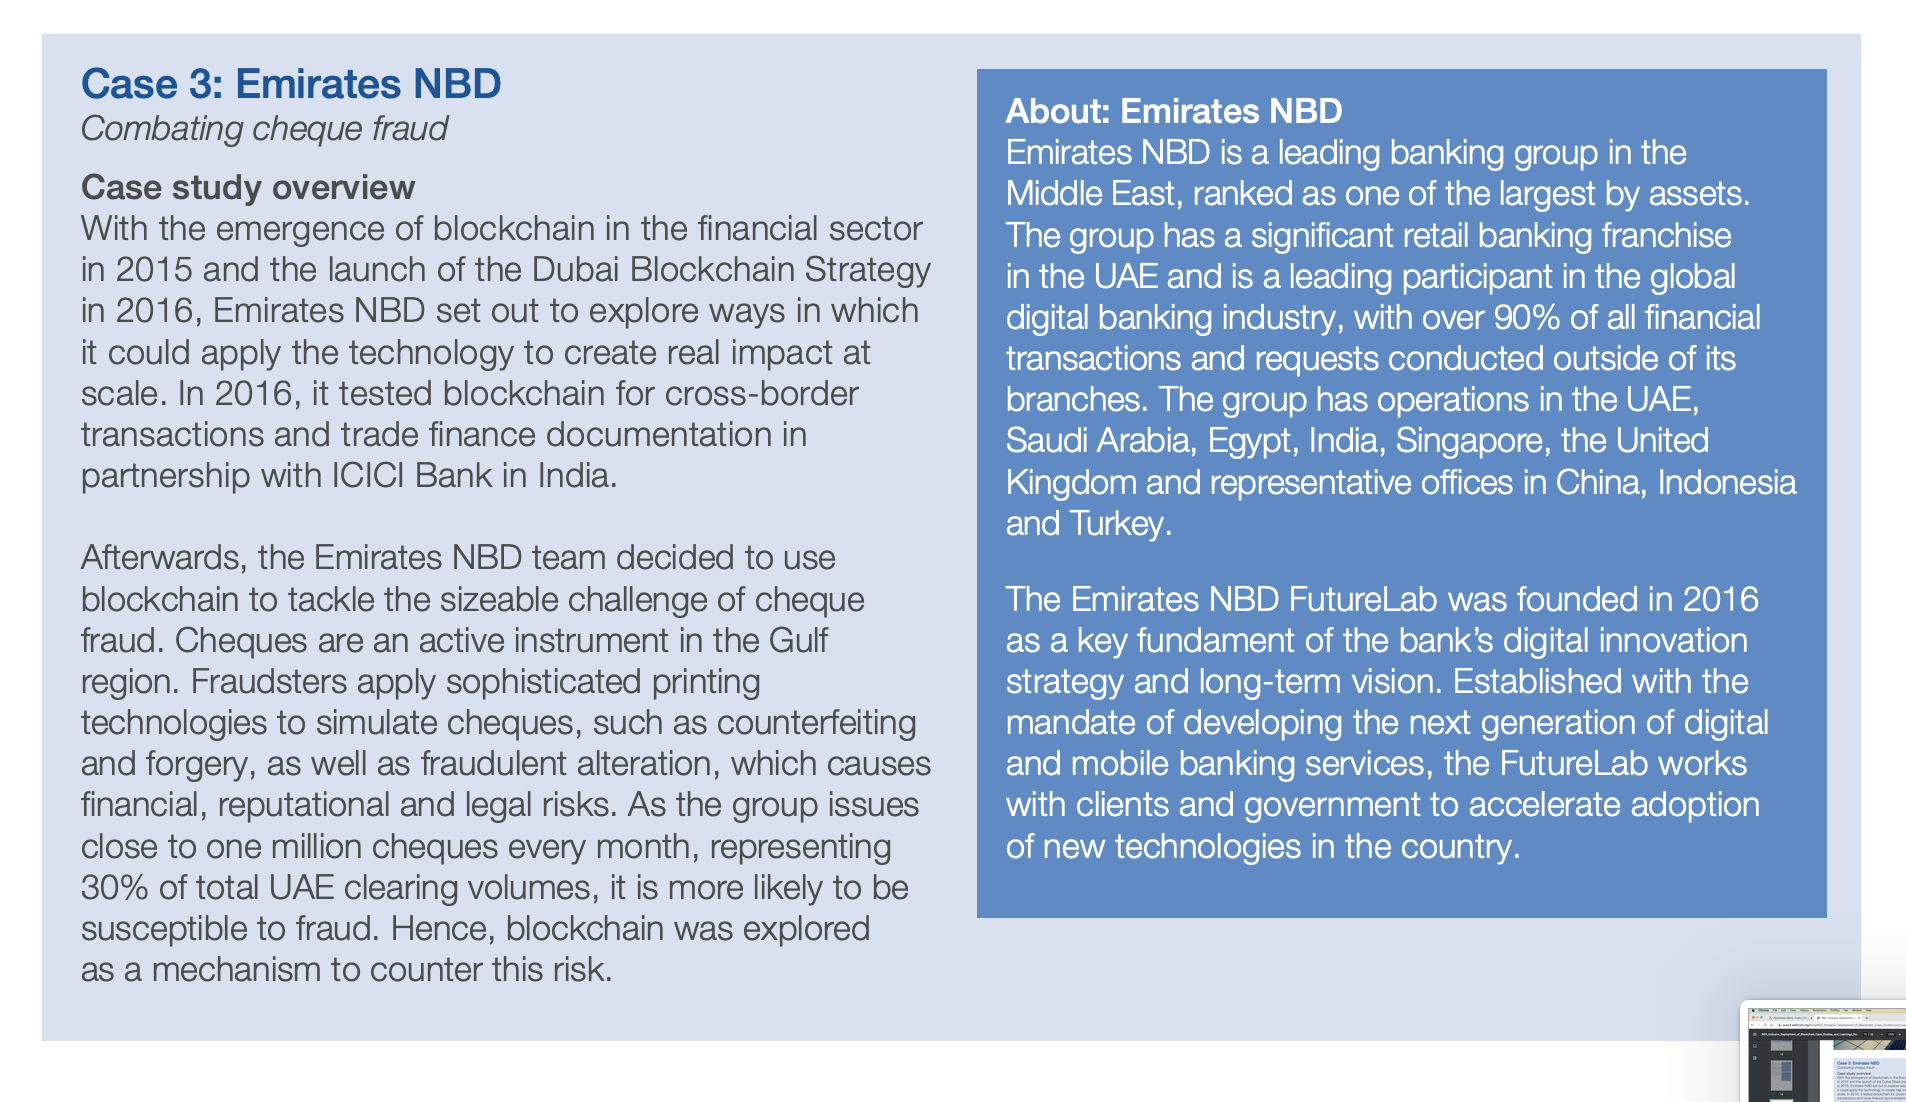 Case 3: Emirates NBD
Combating cheque fraud
Case study overview
With the emergence of blockchain in the financial sector
in 2015 and the launch of the Dubai Blockchain Strategy
in 2016, Emirates NBD set out to explore ways in which
it could apply the technology to create real impact at
scale. In 2016, it tested blockchain for cross-border
transactions and trade finance documentation in
partnership with ICICI Bank in India.
Afterwards, the Emirates NBD team decided to use
blockchain to tackle the sizeable challenge of cheque
fraud. Cheques are an active instrument in the Gulf
region. Fraudsters apply sophisticated printing
technologies to simulate cheques, such as counterfeiting
and forgery, as well as fraudulent alteration, which causes
financial, reputational and legal risks. As the group issues
close to one million cheques every month, representing
30% of total UAE clearing volumes, it is more likely to be
susceptible to fraud. Hence, blockchain was explored
as a mechanism to counter this risk.
About: Emirates NBD
Emirates NBD is a leading banking group in the
Middle East, ranked as one of the largest by assets.
The group has a significant retail banking franchise
in the UAE and is a leading participant in the global
digital banking industry, with over 90% of all financial
transactions and requests conducted outside of its
branches. The group has operations in the UAE,
Saudi Arabia, Egypt, India, Singapore, the United
Kingdom and representative offices in China, Indonesia
and Turkey.
The Emirates NBD FutureLab was founded in 2016
as a key fundament of the bank’s digital innovation
strategy and long-term vision. Established with the
mandate of developing the next generation of digital
and mobile banking services, the FutureLab works
with clients and government to accelerate adoption
of new technologies in the country.
Case 3: Emirates NBD
Combating cheque fraud
Case study overview